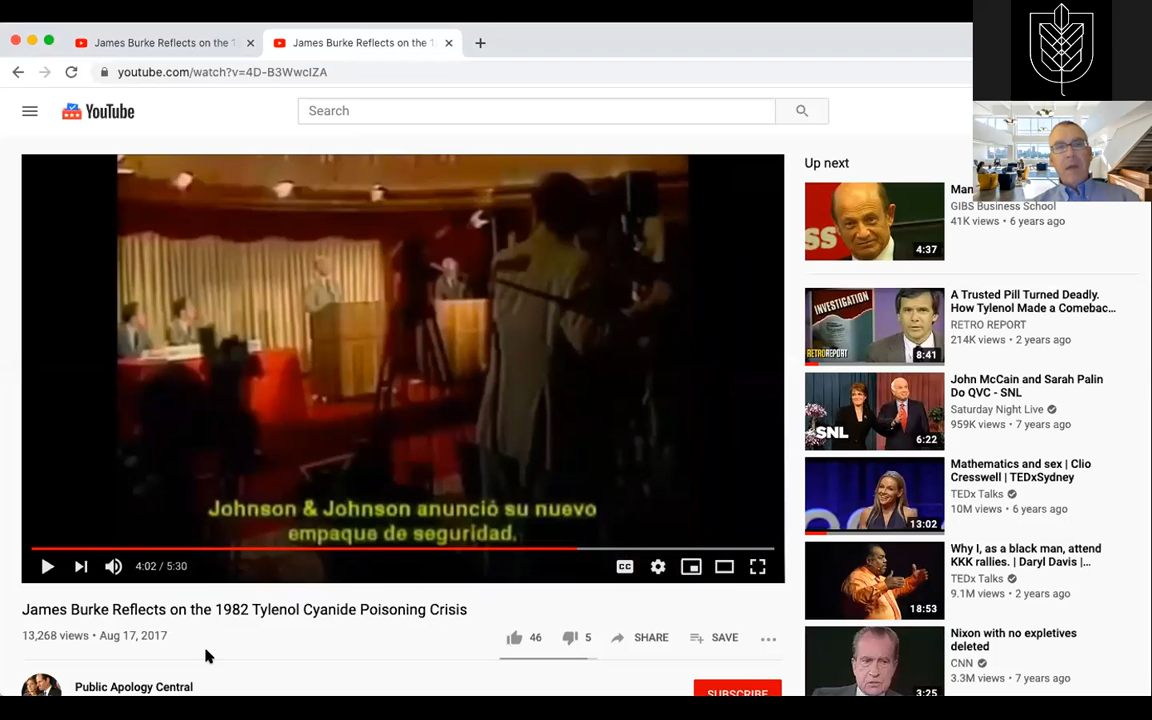 James Burke Reflects on the 1
James Burke Reflects on the 1
youtube.com/watch?v=4D-B3WwcIZA
YouTube
Search
Johnson & Johnson anunció su nuevo
empaque de seguridad.
4:02 / 5:30
CC
James Burke Reflects on the 1982 Tylenol Cyanide Poisoning Crisis
13,268 views • Aug 17, 2017
46
5
SHARE
SAVE
Public Apology Central
SUBSCRIBE
Up next
SS
4:37
Man
GIBS Business School
41K views • 6 years ago
INVESTIGATION
RETRO REPORT
8:41
A Trusted Pill Turned Deadly.
How Tylenol Made a Comebac...
RETRO REPORT
214K views • 2 years ago
SNL
6:22
John McCain and Sarah Palin
Do QVC - SNL
Saturday Night Live
959K views • 7 years ago
13:02
Mathematics and sex | Clio
Cresswell | TEDxSydney
TEDx Talks
10M views • 6 years ago
18:53
Why I, as a black man, attend
KKK rallies. | Daryl Davis |...
TEDx Talks
9.1M views • 2 years ago
3:25
Nixon with no expletives
deleted
CNN
3.3M views • 7 years ago